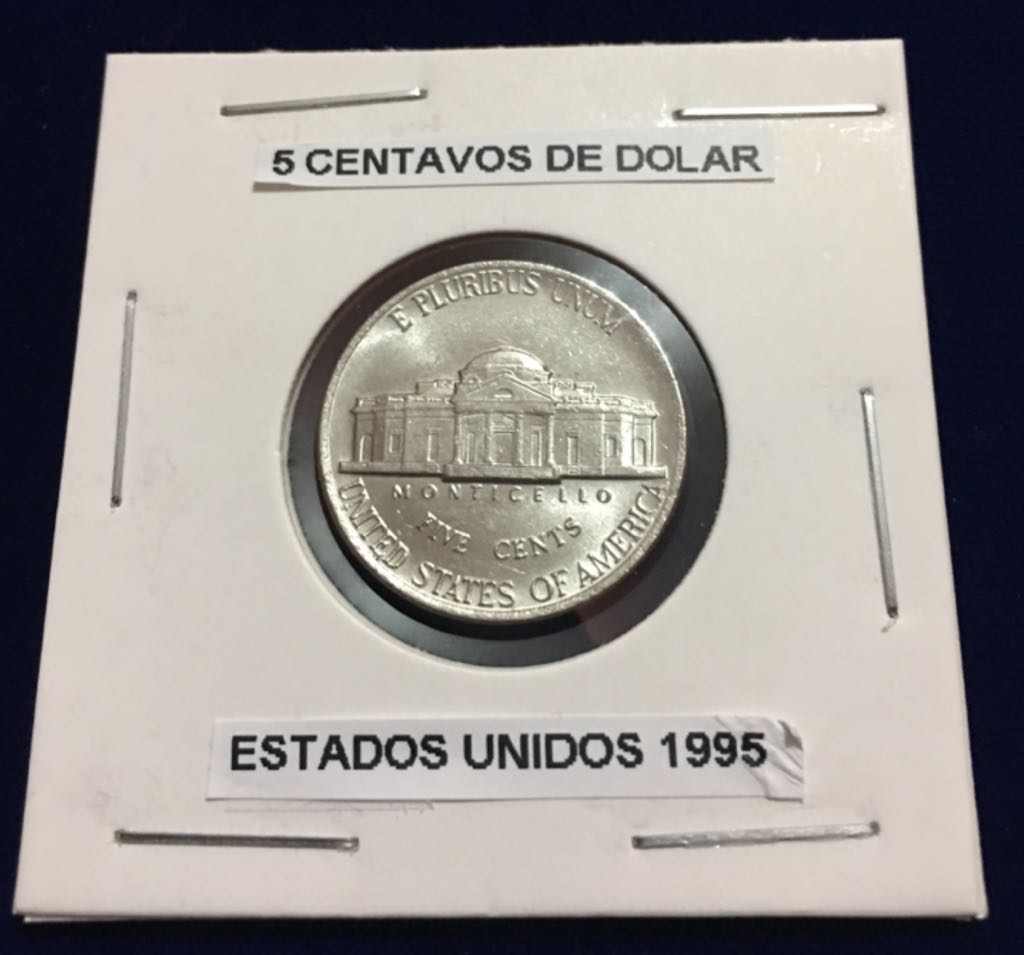 5 CENTAVOS DE DOLAR
E PLURIBUS UNUM
MONTICELLO
FIVE CENTS
UNITED STATES OF AMERICA
ESTADOS UNIDOS 1995